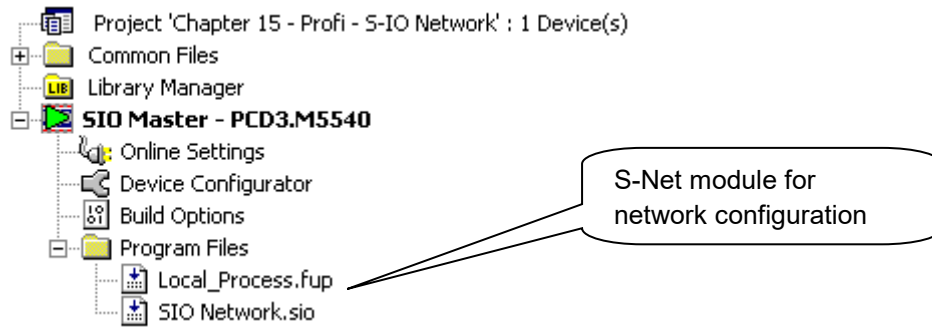 Project 'Chapter 15 - Profi - S-IO Network' : 1 Device(s)
Common Files
LIB Library Manager
SIO Master - PCD3.M5540
Online Settings
Device Configurator
Build Options
Program Files
Local_Process.fup
SIO Network.sio
S-Net module for
network configuration